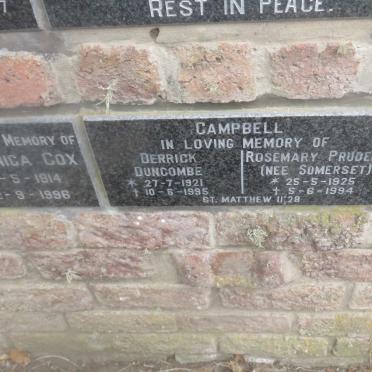 REST IN PEACE.
MEMORY OF
COX
-5-1914
-9-1996
CAMPBELL
IN LOVING MEMORY OF
DERRICK
DUNCOMBE
* 27-7-1921
† 10-6-1995
ROSEMARY PRUDE
(NEE SOMERSET)
* 25-5-1925
† 5-6-1994
ST. MATTHEW 11:28